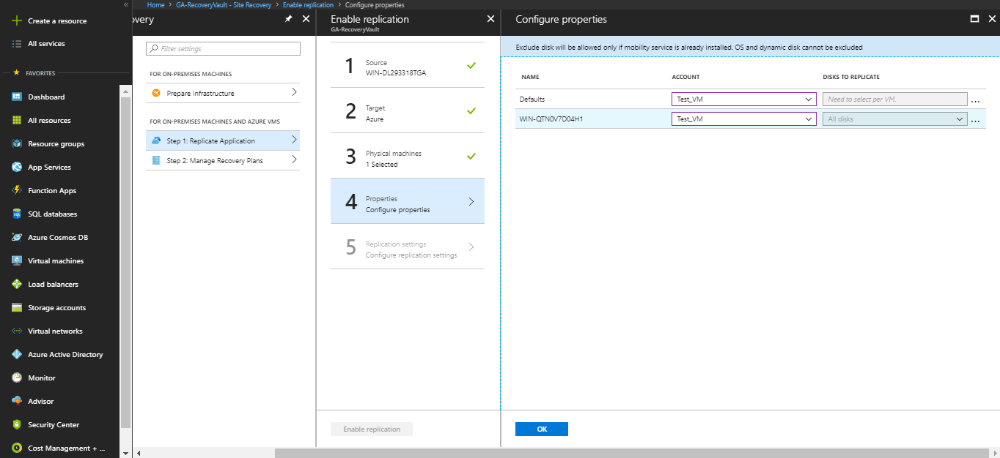 Create a resource
All services
FAVORITES
Dashboard
All resources
Resource groups
App Services
Function Apps
SQL databases
Azure Cosmos DB
Virtual machines
Load balancers
Storage accounts
Virtual networks
Azure Active Directory
Monitor
Advisor
Security Center
Cost Management + ...
Home > GA-RecoveryVault - Site Recovery > Enable replication > Configure properties
overy
Filter settings
FOR ON-PREMISES MACHINES
Prepare Infrastructure
FOR ON-PREMISES MACHINES AND AZURE VMS
Step 1: Replicate Application
Step 2: Manage Recovery Plans
Enable replication
GA-RecoveryVault
1 Source
WIN-DL293318TGA
2 Target
Azure
3 Physical machines
1 Selected
4 Properties
Configure properties
5 Replication settings
Configure replication settings
Enable replication
Configure properties
Exclude disk will be allowed only if mobility service is already installed. OS and dynamic disk cannot be excluded
NAME ACCOUNT DISKS TO REPLICATE
Defaults Test_VM Need to select per VM. ...
WIN-QTN0V7D04H1 Test_VM All disks ...
OK